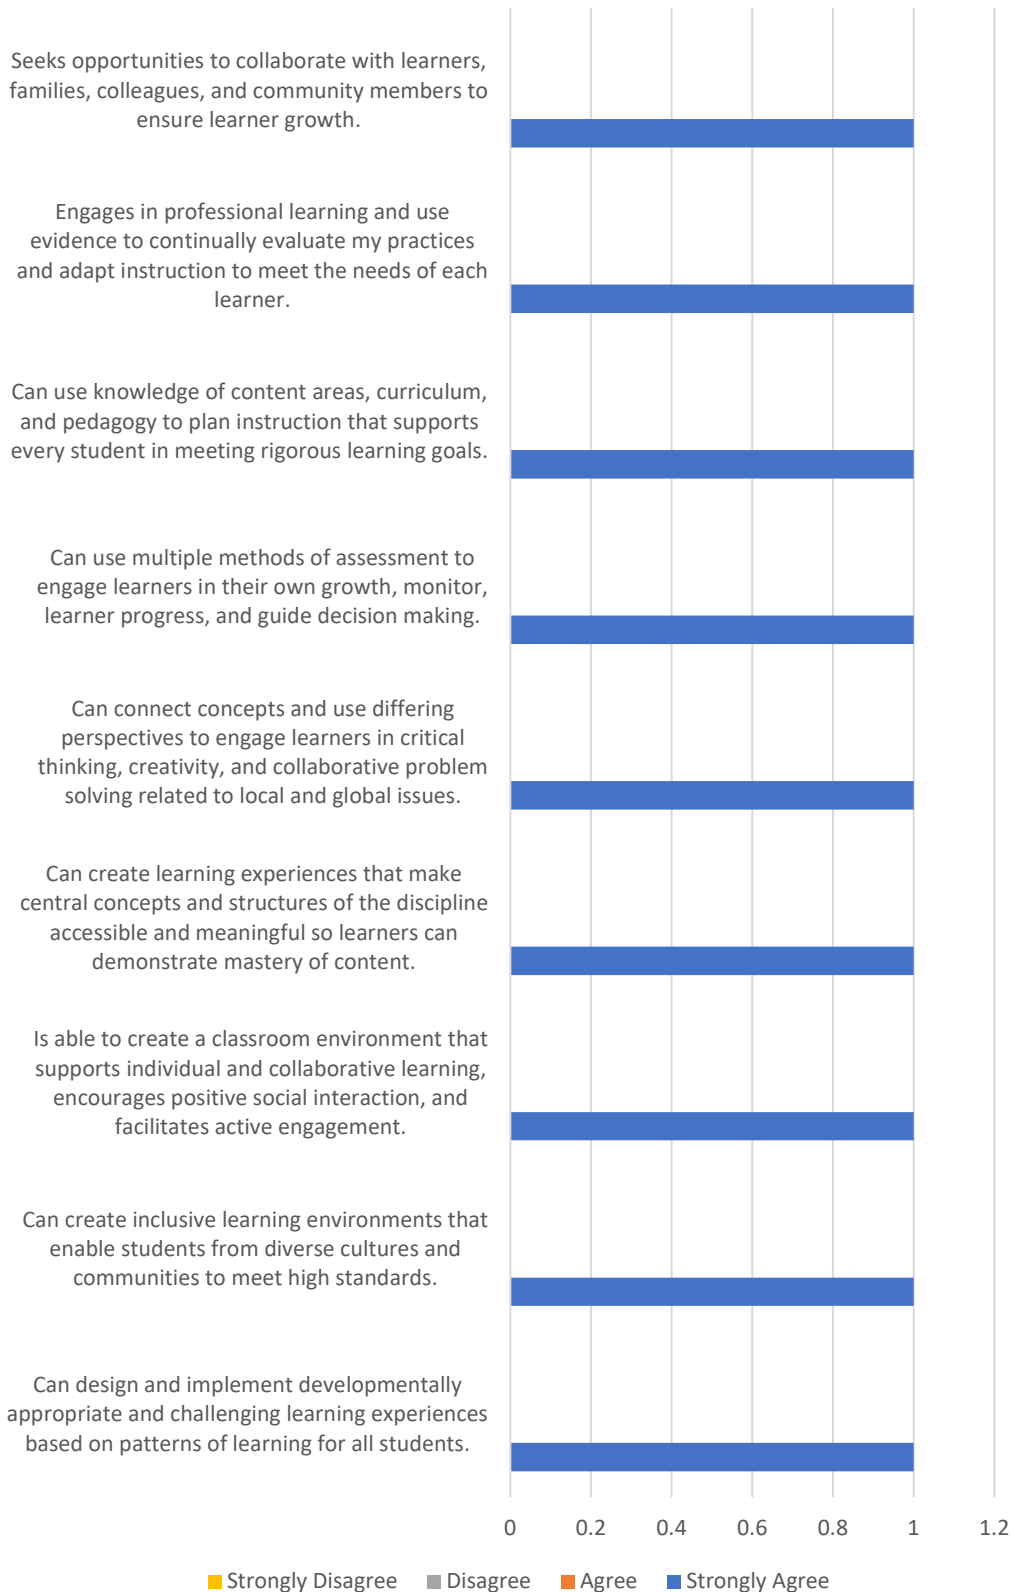 Seeks opportunities to collaborate with learners,
families, colleagues, and community members to
ensure learner growth.
Engages in professional learning and use
evidence to continually evaluate my practices
and adapt instruction to meet the needs of each
learner.
Can use knowledge of content areas, curriculum,
and pedagogy to plan instruction that supports
every student in meeting rigorous learning goals.
Can use multiple methods of assessment to
engage learners in their own growth, monitor,
learner progress, and guide decision making.
Can connect concepts and use differing
perspectives to engage learners in critical
thinking, creativity, and collaborative problem
solving related to local and global issues.
Can create learning experiences that make
central concepts and structures of the discipline
accessible and meaningful so learners can
demonstrate mastery of content.
Is able to create a classroom environment that
supports individual and collaborative learning,
encourages positive social interaction, and
facilitates active engagement.
Can create inclusive learning environments that
enable students from diverse cultures and
communities to meet high standards.
Can design and implement developmentally
appropriate and challenging learning experiences
based on patterns of learning for all students.
0 0.2 0.4 0.6 0.8 1 1.2
Strongly Disagree Disagree Agree Strongly Agree